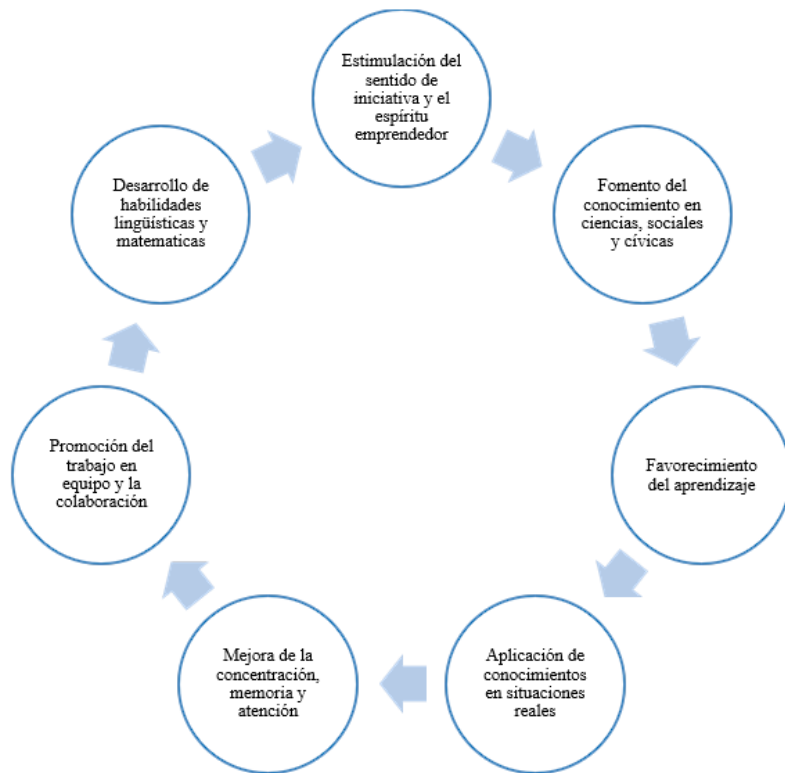 Estimulación del
sentido de
iniciativa y el
espíritu
emprendedor
Fomento del
conocimiento en
ciencias, sociales
y cívicas
Favorecimiento
del aprendizaje
Aplicación de
conocimientos
en situaciones
reales
Mejora de la
concentración,
memoria y
atención
Promoción del
trabajo en
equipo y la
colaboración
Desarrollo de
habilidades
lingüísticas y
matematicas